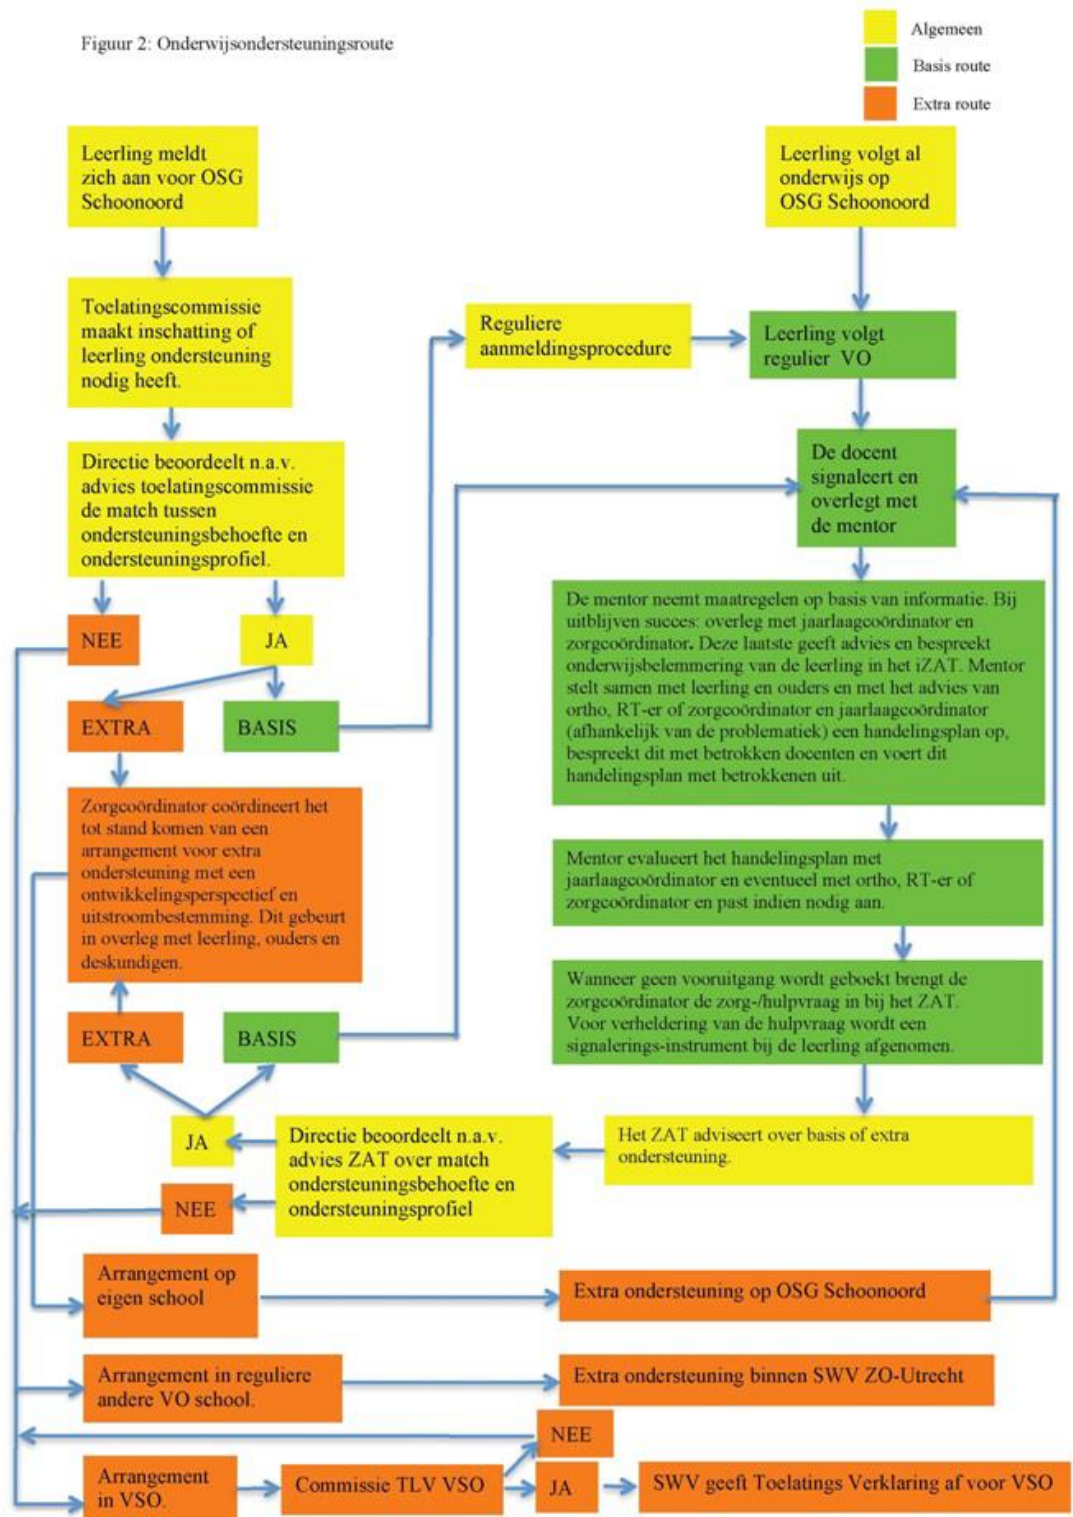 Figuur 2: Onderwijsondersteuningsroute
Algemeen
Basis route
Extra route
Leerling meldt
zich aan voor OSG
Schoonoord
Leerling volgt al
onderwijs op
OSG Schoonoord
Toelatingscommissie
maakt inschatting of
leerling ondersteuning
nodig heeft.
Reguliere
aanmeldingsprocedure
Leerling volgt
regulier VO
Directie beoordeelt n.a.v.
advies toelatingscommissie
de match tussen
ondersteuningsbehoefte en
ondersteuningsprofiel.
De docent
signaleert en
overlegt met
de mentor
NEE
JA
EXTRA
BASIS
De mentor neemt maatregelen op basis van informatie. Bij
uitblijven succes: overleg met jaarlaagcoördinator en
zorgcoördinator. Deze laatste geeft advies en bespreekt
onderwijsbelemmering van de leerling in het iZAT. Mentor
stelt samen met leerling en ouders en met het advies van
ortho, RT-er of zorgcoördinator en jaarlaagcoördinator
(afhankelijk van de problematiek) een handelingsplan op,
bespreekt dit met betrokken docenten en voert dit
handelingsplan met betrokkenen uit.
Zorgcoördinator coördineert het
tot stand komen van een
arrangement voor extra
ondersteuning met een
ontwikkelingsperspectief en
uitstroombestemming. Dit gebeurt
in overleg met leerling, ouders en
deskundigen.
Mentor evalueert het handelingsplan met
jaarlaagcoördinator en eventueel met ortho, RT-er of
zorgcoördinator en past indien nodig aan.
Wanneer geen vooruitgang wordt geboekt brengt de
zorgcoördinator de zorg-/hulpvraag in bij het ZAT.
Voor verheldering van de hulpvraag wordt een
signalerings-instrument bij de leerling afgenomen.
EXTRA
BASIS
JA
NEE
Directie beoordeelt n.a.v.
advies ZAT over match
ondersteuningsbehoefte en
ondersteuningsprofiel
Het ZAT adviseert over basis of extra
ondersteuning.
Arrangement op
eigen school
Extra ondersteuning op OSG Schoonoord
Arrangement in reguliere
andere VO school.
Extra ondersteuning binnen SWV ZO-Utrecht
NEE
Arrangement
in VSO.
Commissie TLV VSO
JA
SWV geeft Toelatings Verklaring af voor VSO